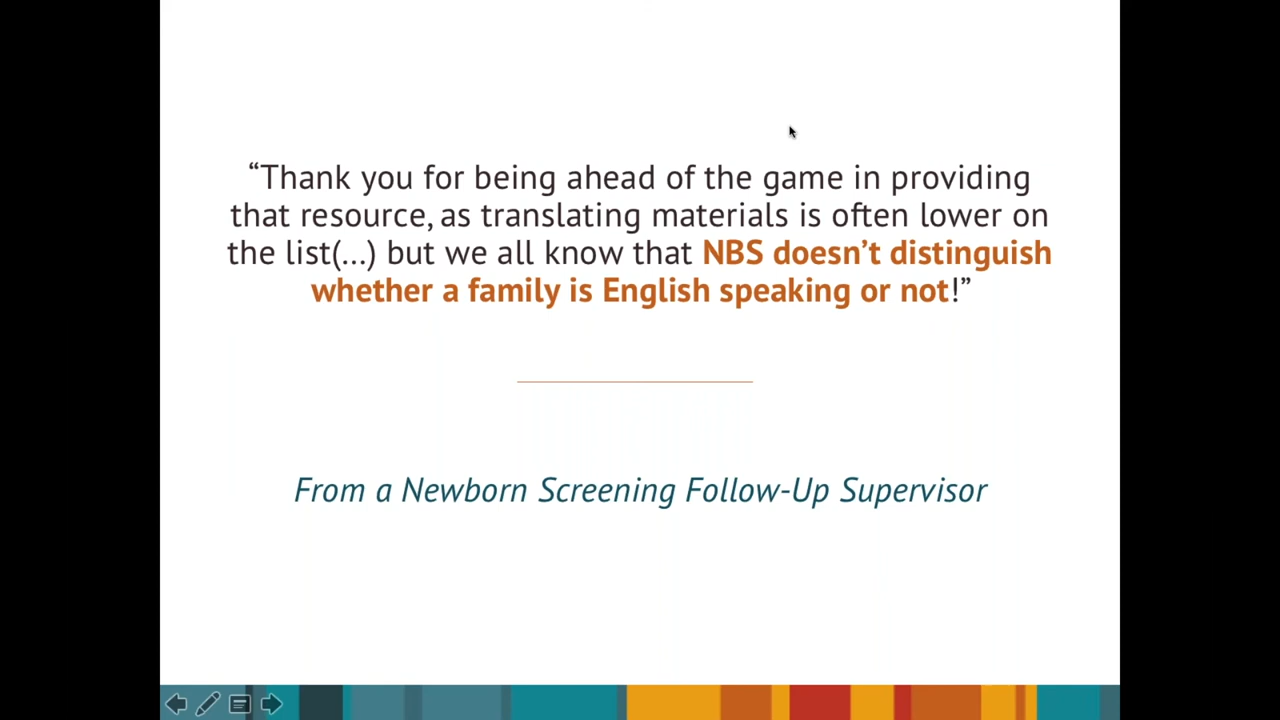 “Thank you for being ahead of the game in providing
that resource, as translating materials is often lower on
the list(...) but we all know that NBS doesn’t distinguish
whether a family is English speaking or not!”
From a Newborn Screening Follow-Up Supervisor